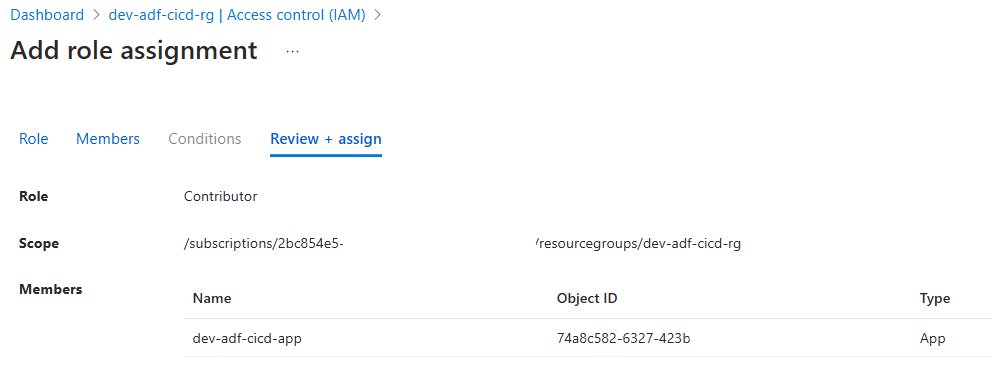 Dashboard > dev-adf-cicd-rg | Access control (IAM) >
Add role assignment ...
Role Members Conditions Review + assign
Role Contributor
Scope /subscriptions/2bc854e5- /resourcegroups/dev-adf-cicd-rg
Members
Name Object ID Type
dev-adf-cicd-app 74a8c582-6327-423b App